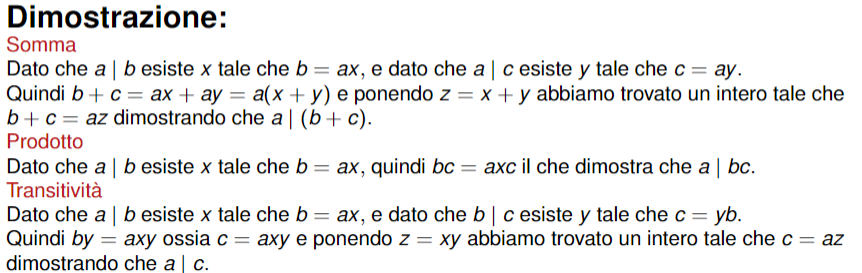 Dimostrazione:
Somma
Dato che a | b esiste x tale che b = ax, e dato che a | c esiste y tale che c = ay.
Quindi b + c = ax + ay = a(x + y) e ponendo z = x + y abbiamo trovato un intero tale che
b + c = az dimostrando che a | (b + c).
Prodotto
Dato che a | b esiste x tale che b = ax, quindi bc = axc il che dimostra che a | bc.
Transitività
Dato che a | b esiste x tale che b = ax, e dato che b | c esiste y tale che c = yb.
Quindi by = axy ossia c = axy e ponendo z = xy abbiamo trovato un intero tale che c = az
dimostrando che a | c.